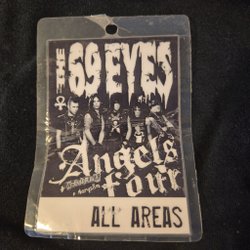 THE
69 EYES
Angels
Tour
ALL AREAS